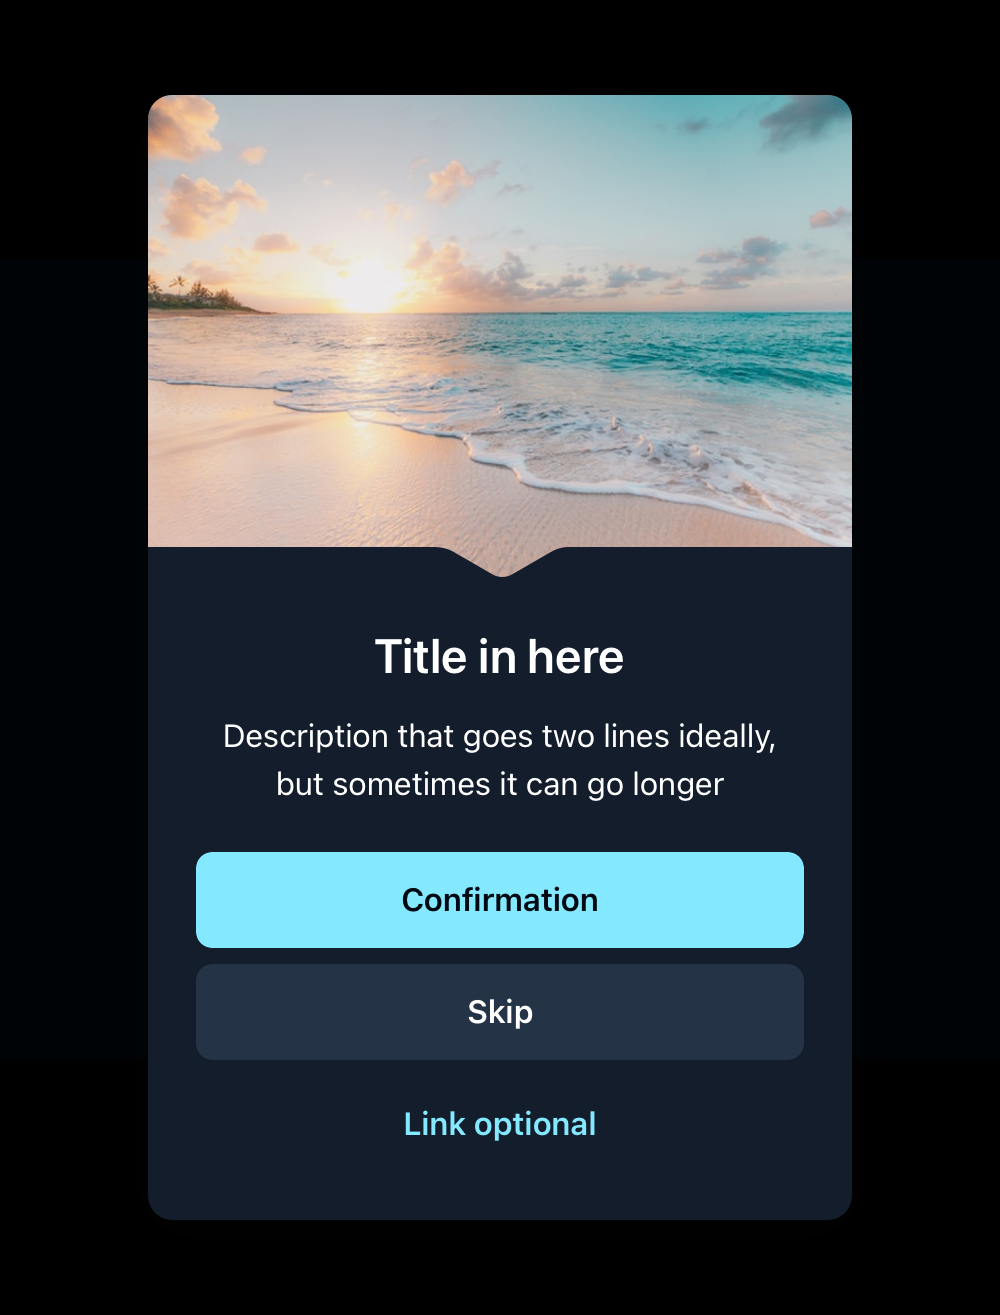 Title in here
Description that goes two lines ideally,
but sometimes it can go longer
Confirmation
Skip
Link optional